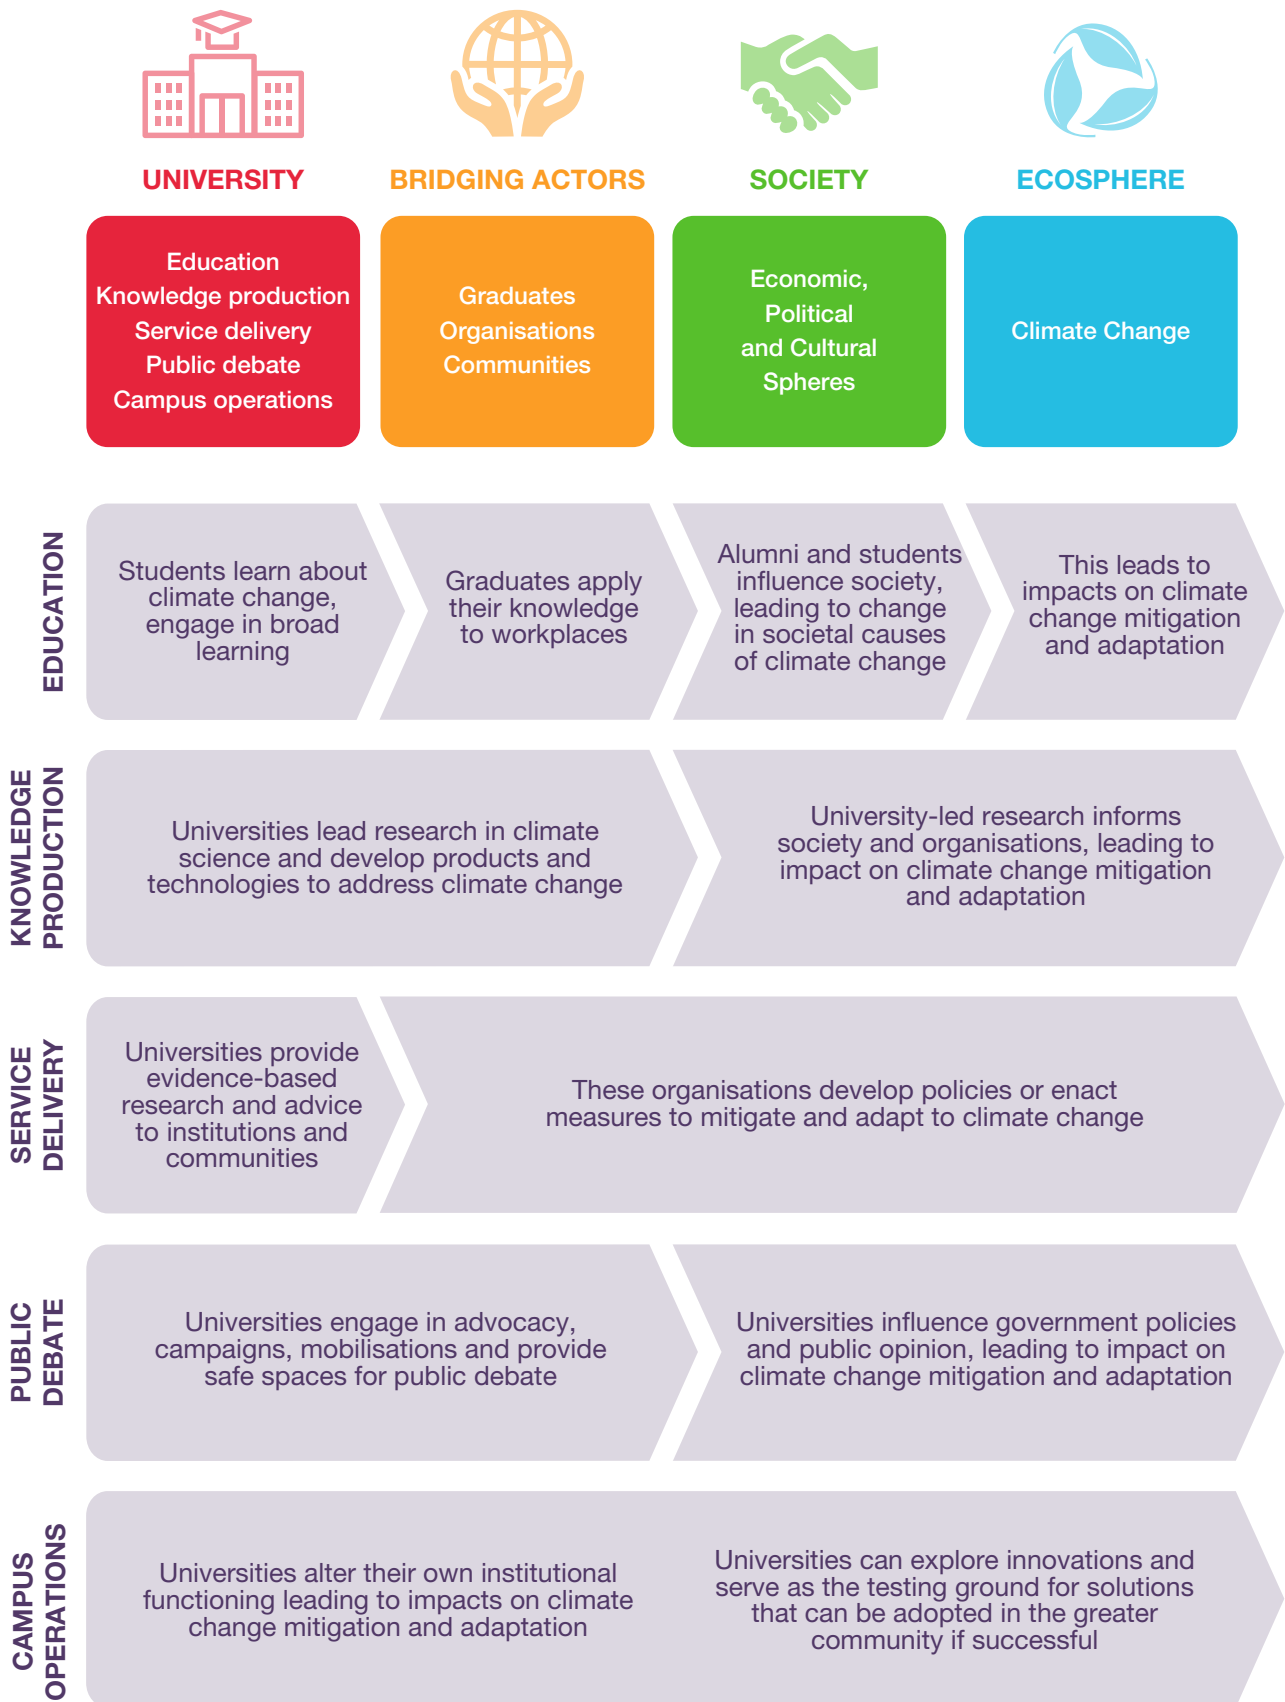 UNIVERSITY
BRIDGING ACTORS
SOCIETY
ECOSPHERE
Education
Knowledge production
Service delivery
Public debate
Campus operations
Graduates
Organisations
Communities
Economic,
Political
and Cultural
Spheres
Climate Change
EDUCATION
Students learn about
climate change,
engage in broad
learning
Graduates apply
their knowledge
to workplaces
Alumni and students
influence society,
leading to change
in societal causes
of climate change
This leads to
impacts on climate
change mitigation
and adaptation
KNOWLEDGE
PRODUCTION
Universities lead research in climate
science and develop products and
technologies to address climate change
University-led research informs
society and organisations, leading to
impact on climate change mitigation
and adaptation
SERVICE
DELIVERY
Universities provide
evidence-based
research and advice
to institutions and
communities
These organisations develop policies or enact
measures to mitigate and adapt to climate change
PUBLIC
DEBATE
Universities engage in advocacy,
campaigns, mobilisations and provide
safe spaces for public debate
Universities influence government policies
and public opinion, leading to impact on
climate change mitigation and adaptation
CAMPUS
OPERATIONS
Universities alter their own institutional
functioning leading to impacts on climate
change mitigation and adaptation
Universities can explore innovations and
serve as the testing ground for solutions
that can be adopted in the greater
community if successful